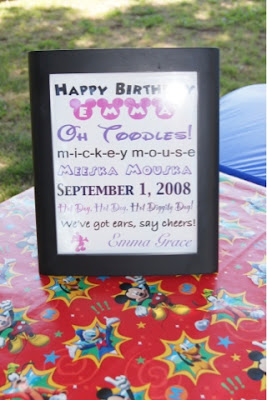 HAPPY BIRTHDAY
EMMA
Oh Toodles!
m-i-c-k-e-y m-o-u-s-e
MEESKA MOUSKA
SEPTEMBER 1, 2008
Hot Dog, Hot Dog, Hot Diggity Dog!
We've got ears, say cheers!
Emma Grace